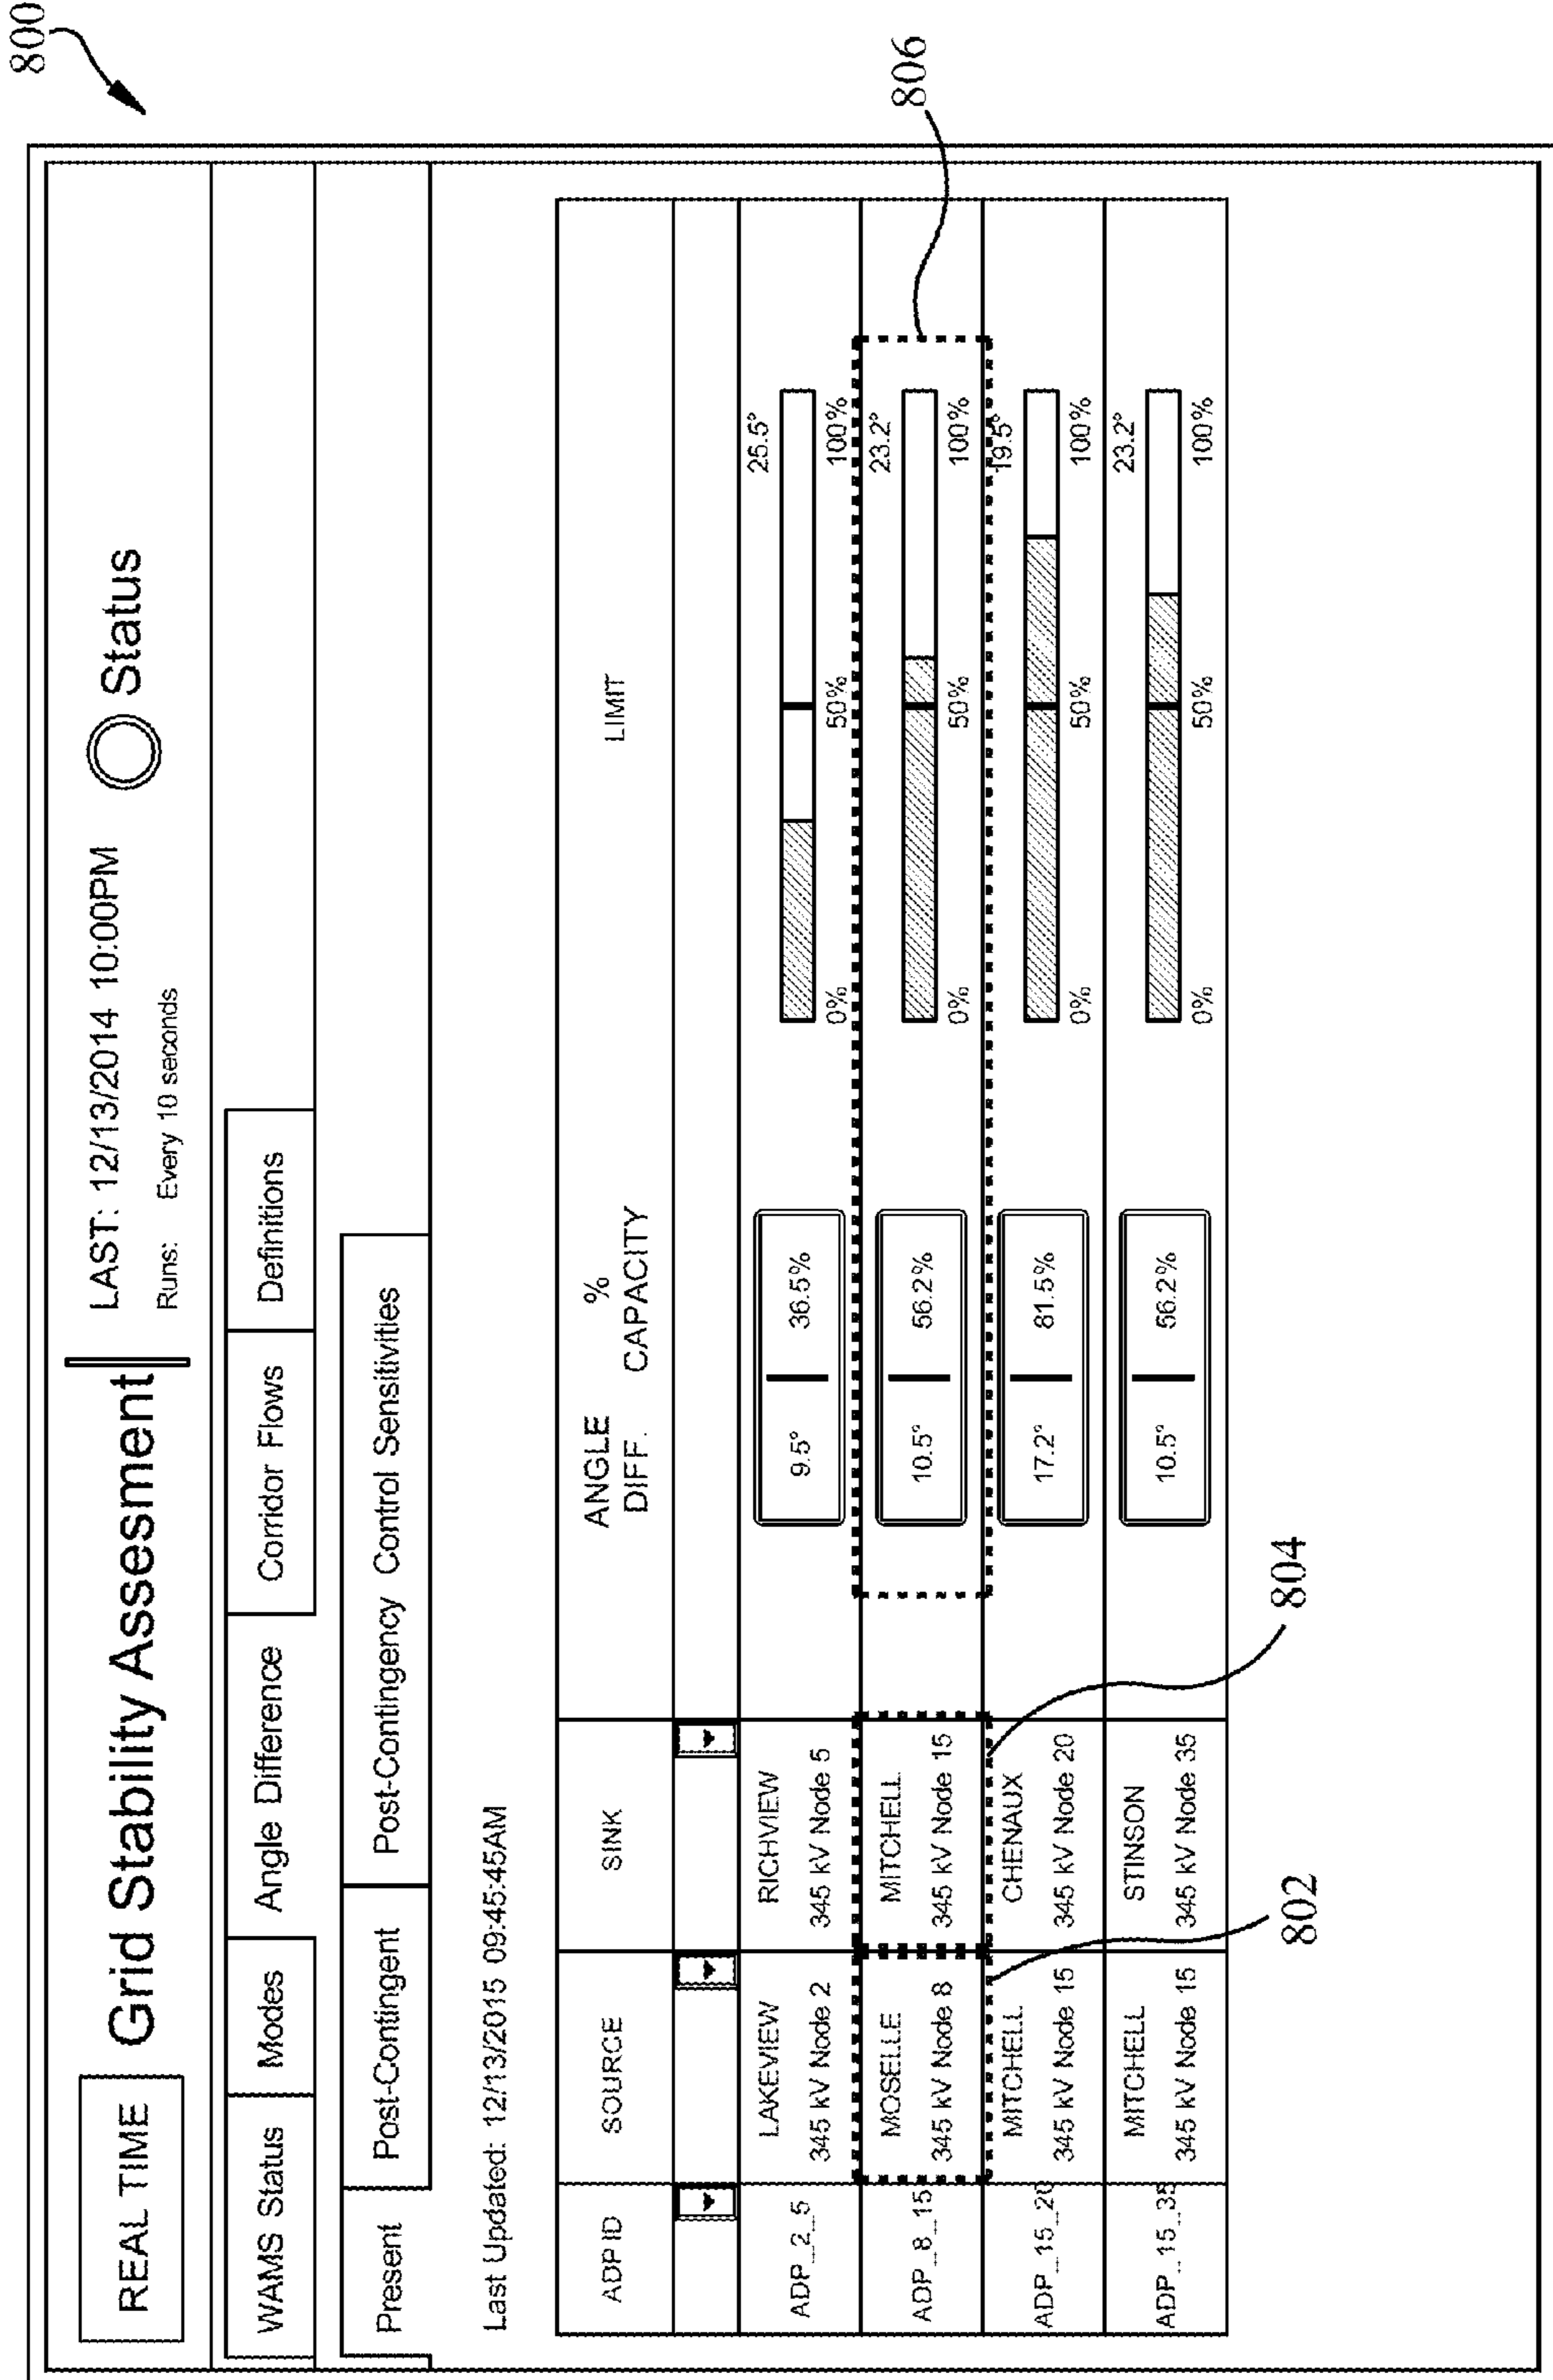 800
REAL TIME Grid Stability Assesment LAST: 12/13/2014 10:00PM Status
Runs: Every 10 seconds
WAMS Status Modes Angle Difference Corridor Flows Definitions
Present Post-Contingent Post-Contingency Control Sensitivities
Last Updated: 12/13/2015 09:45:45AM
ADP ID SOURCE SINK ANGLE DIFF. % CAPACITY LIMIT
ADP_2_5 LAKEVIEW 345 kV Node 2 RICHVIEW 345 kV Node 5 9.5° 36.5% 25.5°
0% 50% 100%
ADP_8_15 MOSELLE 345 kV Node 8 MITCHELL 345 kV Node 15 10.5° 56.2% 23.2°
0% 50% 100%
ADP_15_20 MITCHELL 345 kV Node 15 CHENAUX 345 kV Node 20 17.2° 81.5% 19.5°
0% 50% 100%
ADP_15_35 MITCHELL 345 kV Node 15 STINSON 345 kV Node 35 10.5° 56.2% 23.2°
0% 50% 100%
802
804
806